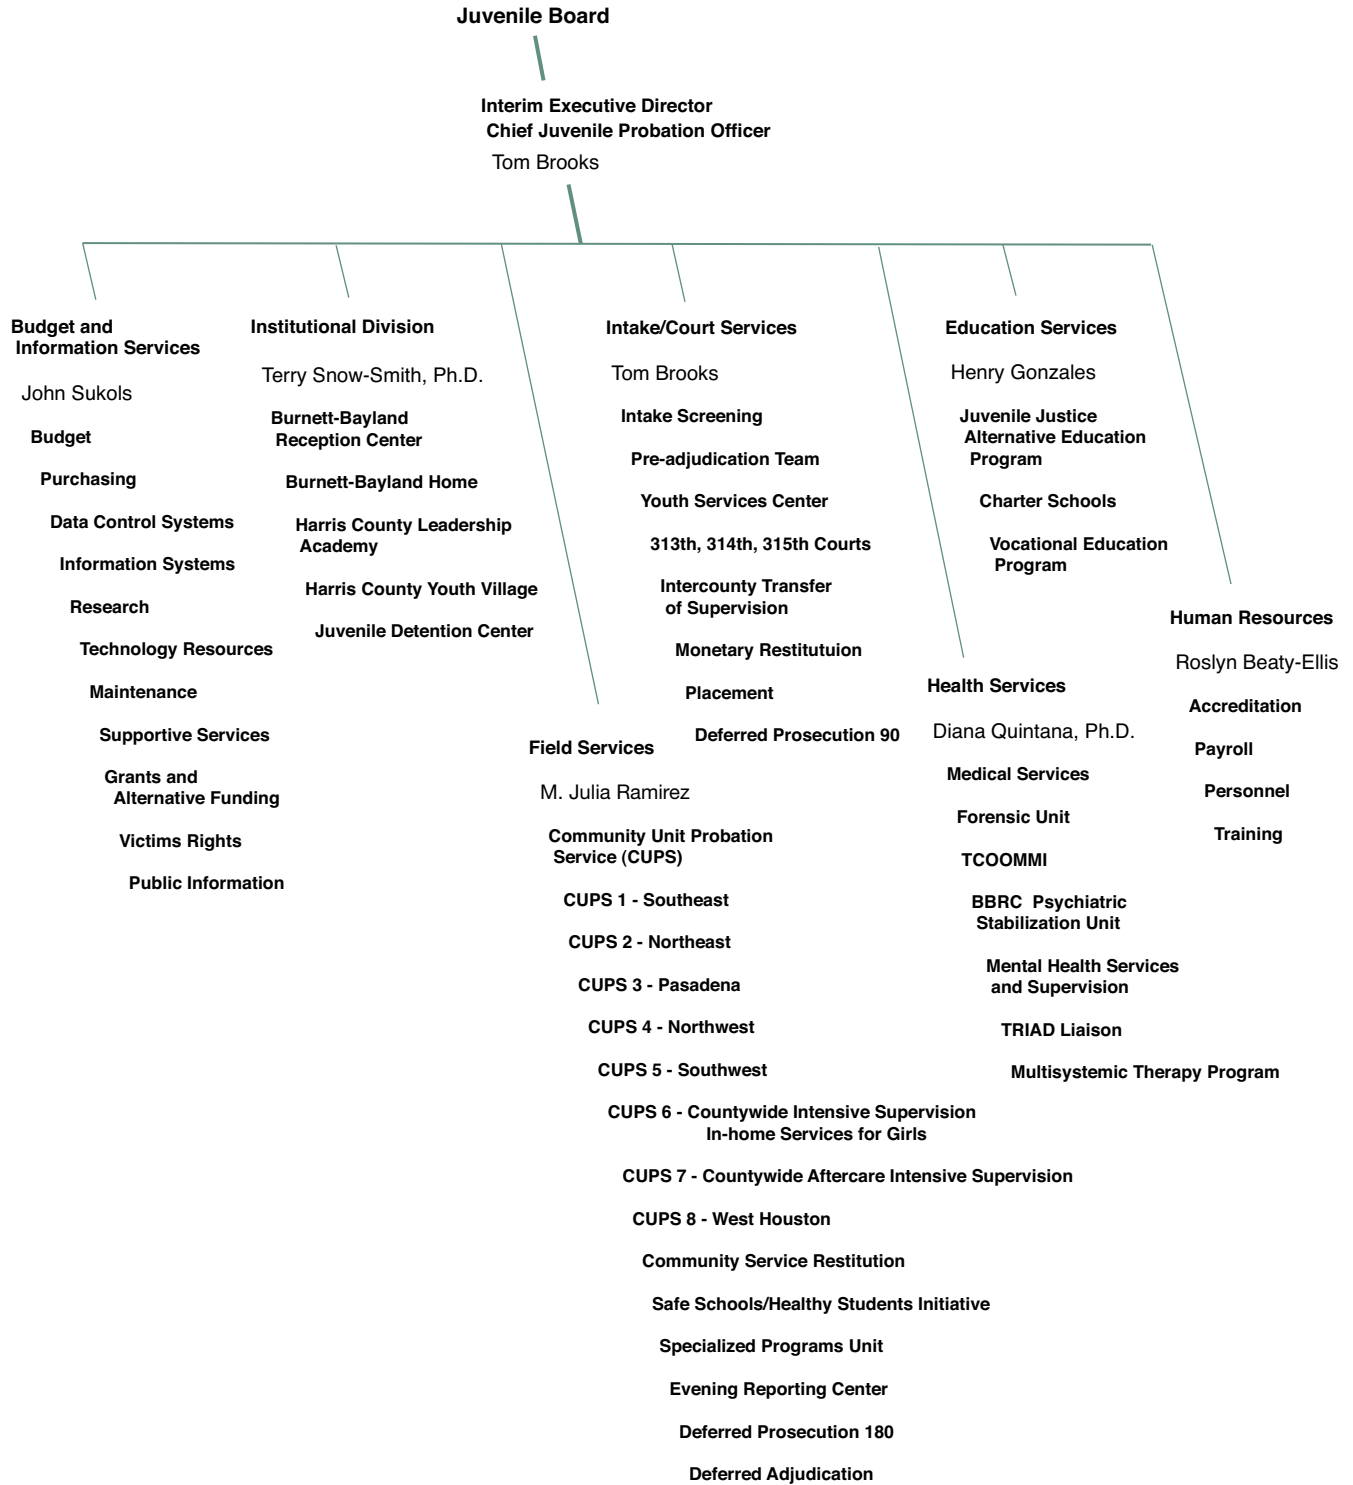 Juvenile Board
Interim Executive Director
Chief Juvenile Probation Officer
Tom Brooks
Budget and
Information Services
John Sukols
Budget
Purchasing
Data Control Systems
Information Systems
Research
Technology Resources
Maintenance
Supportive Services
Grants and
Alternative Funding
Victims Rights
Public Information
Institutional Division
Terry Snow-Smith, Ph.D.
Burnett-Bayland
Reception Center
Burnett-Bayland Home
Harris County Leadership
Academy
Harris County Youth Village
Juvenile Detention Center
Field Services
M. Julia Ramirez
Community Unit Probation
Service (CUPS)
CUPS 1 - Southeast
CUPS 2 - Northeast
CUPS 3 - Pasadena
CUPS 4 - Northwest
CUPS 5 - Southwest
CUPS 6 - Countywide Intensive Supervision
In-home Services for Girls
CUPS 7 - Countywide Aftercare Intensive Supervision
CUPS 8 - West Houston
Community Service Restitution
Safe Schools/Healthy Students Initiative
Specialized Programs Unit
Evening Reporting Center
Deferred Prosecution 180
Deferred Adjudication
Intake/Court Services
Tom Brooks
Intake Screening
Pre-adjudication Team
Youth Services Center
313th, 314th, 315th Courts
Intercounty Transfer
of Supervision
Monetary Restitutuion
Placement
Deferred Prosecution 90
Health Services
Diana Quintana, Ph.D.
Medical Services
Forensic Unit
TCOOMMI
BBRC  Psychiatric
Stabilization Unit
Mental Health Services
and Supervision
TRIAD Liaison
Multisystemic Therapy Program
Education Services
Henry Gonzales
Juvenile Justice
Alternative Education
Program
Charter Schools
Vocational Education
Program
Human Resources
Roslyn Beaty-Ellis
Accreditation
Payroll
Personnel
Training